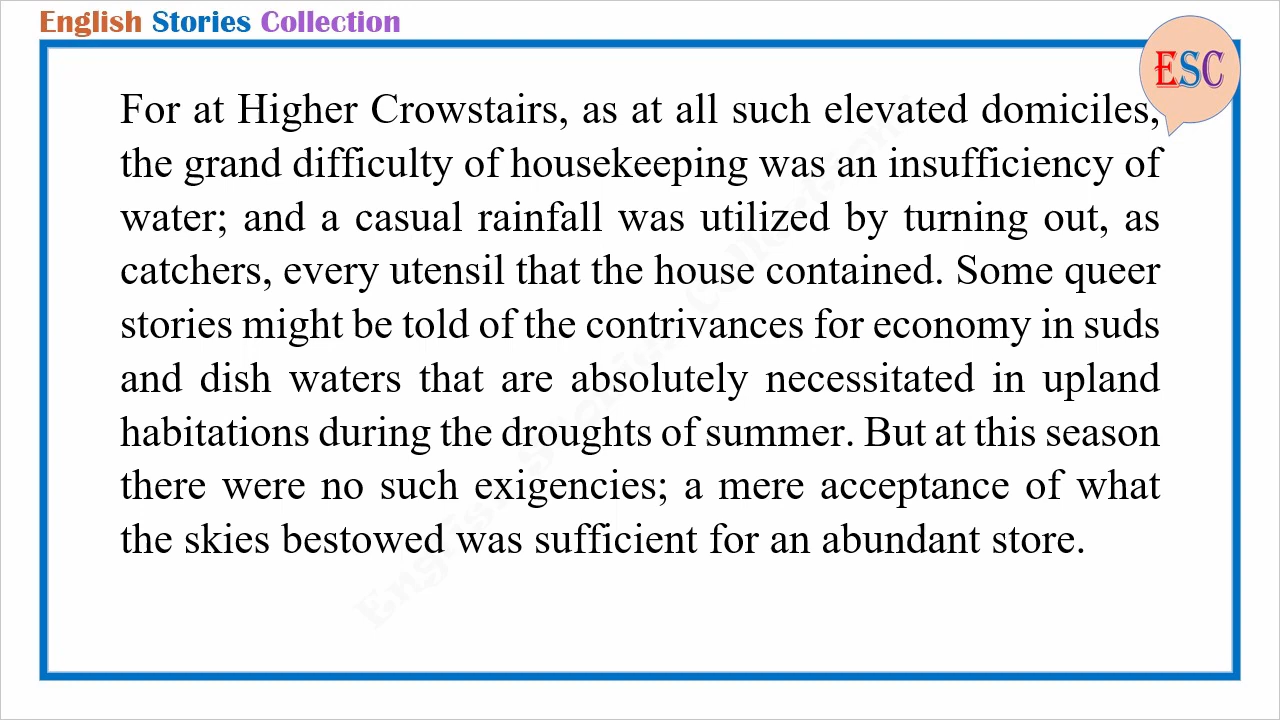 English Stories Collection
ESC
For at Higher Crowstairs, as at all such elevated domiciles,
the grand difficulty of housekeeping was an insufficiency of
water; and a casual rainfall was utilized by turning out, as
catchers, every utensil that the house contained. Some queer
stories might be told of the contrivances for economy in suds
and dish waters that are absolutely necessitated in upland
habitations during the droughts of summer. But at this season
there were no such exigencies; a mere acceptance of what
the skies bestowed was sufficient for an abundant store.